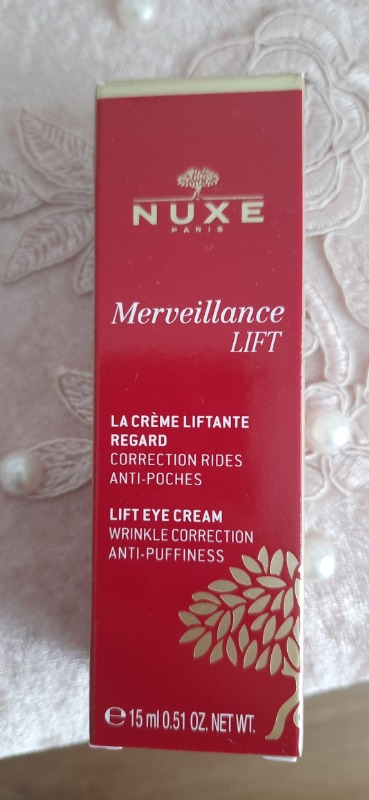 NUXE
PARIS
Merveillance
LIFT
LA CRÈME LIFTANTE
REGARD
CORRECTION RIDES
ANTI-POCHES
LIFT EYE CREAM
WRINKLE CORRECTION
ANTI-PUFFINESS
℮ 15 ml 0.51 OZ. NET WT.